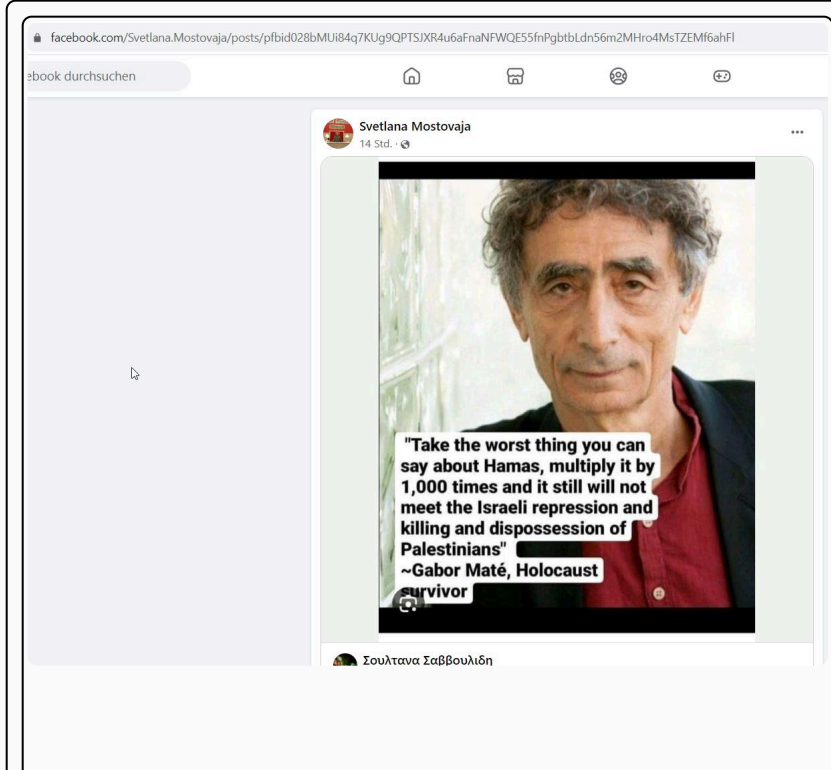 facebook.com/Svetlana.Mostovaja/posts/pfbid028bMUi84q7KUg9QPTSJXR4u6aFnaNFWQE55fnPgbtbLdn56m2MHro4MsTZEMf6ahFl
ebook durchsuchen
Svetlana Mostovaja
14 Std. ·
"Take the worst thing you can
say about Hamas, multiply it by
1,000 times and it still will not
meet the Israeli repression and
killing and dispossession of
Palestinians"
~Gabor Maté, Holocaust
survivor
Σουλτανα Σαββουλιδη